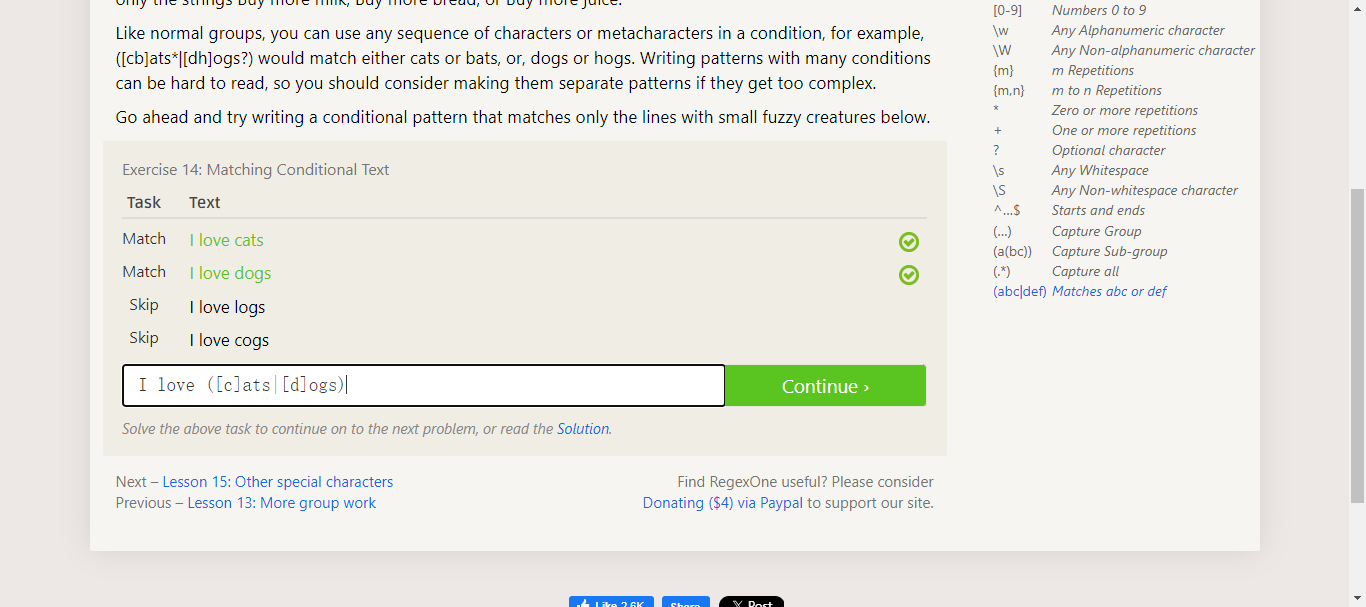 only the strings Buy more milk, Buy more bread, or Buy more juice.
Like normal groups, you can use any sequence of characters or metacharacters in a condition, for example,
([cb]ats*|[dh]ogs?) would match either cats or bats, or, dogs or hogs. Writing patterns with many conditions
can be hard to read, so you should consider making them separate patterns if they get too complex.
Go ahead and try writing a conditional pattern that matches only the lines with small fuzzy creatures below.
Exercise 14: Matching Conditional Text
Task Text
Match I love cats
Match I love dogs
Skip I love logs
Skip I love cogs
I love ([c]ats|[d]ogs)
Continue ›
Solve the above task to continue on to the next problem, or read the Solution.
Next – Lesson 15: Other special characters
Previous – Lesson 13: More group work
Find RegexOne useful? Please consider
Donating ($4) via Paypal to support our site.
[0-9] Numbers 0 to 9
\w Any Alphanumeric character
\W Any Non-alphanumeric character
{m} m Repetitions
{m,n} m to n Repetitions
* Zero or more repetitions
+ One or more repetitions
? Optional character
\s Any Whitespace
\S Any Non-whitespace character
^...$ Starts and ends
(...) Capture Group
(a(bc)) Capture Sub-group
(.*) Capture all
(abc|def) Matches abc or def
Like 2.6K Share X Post